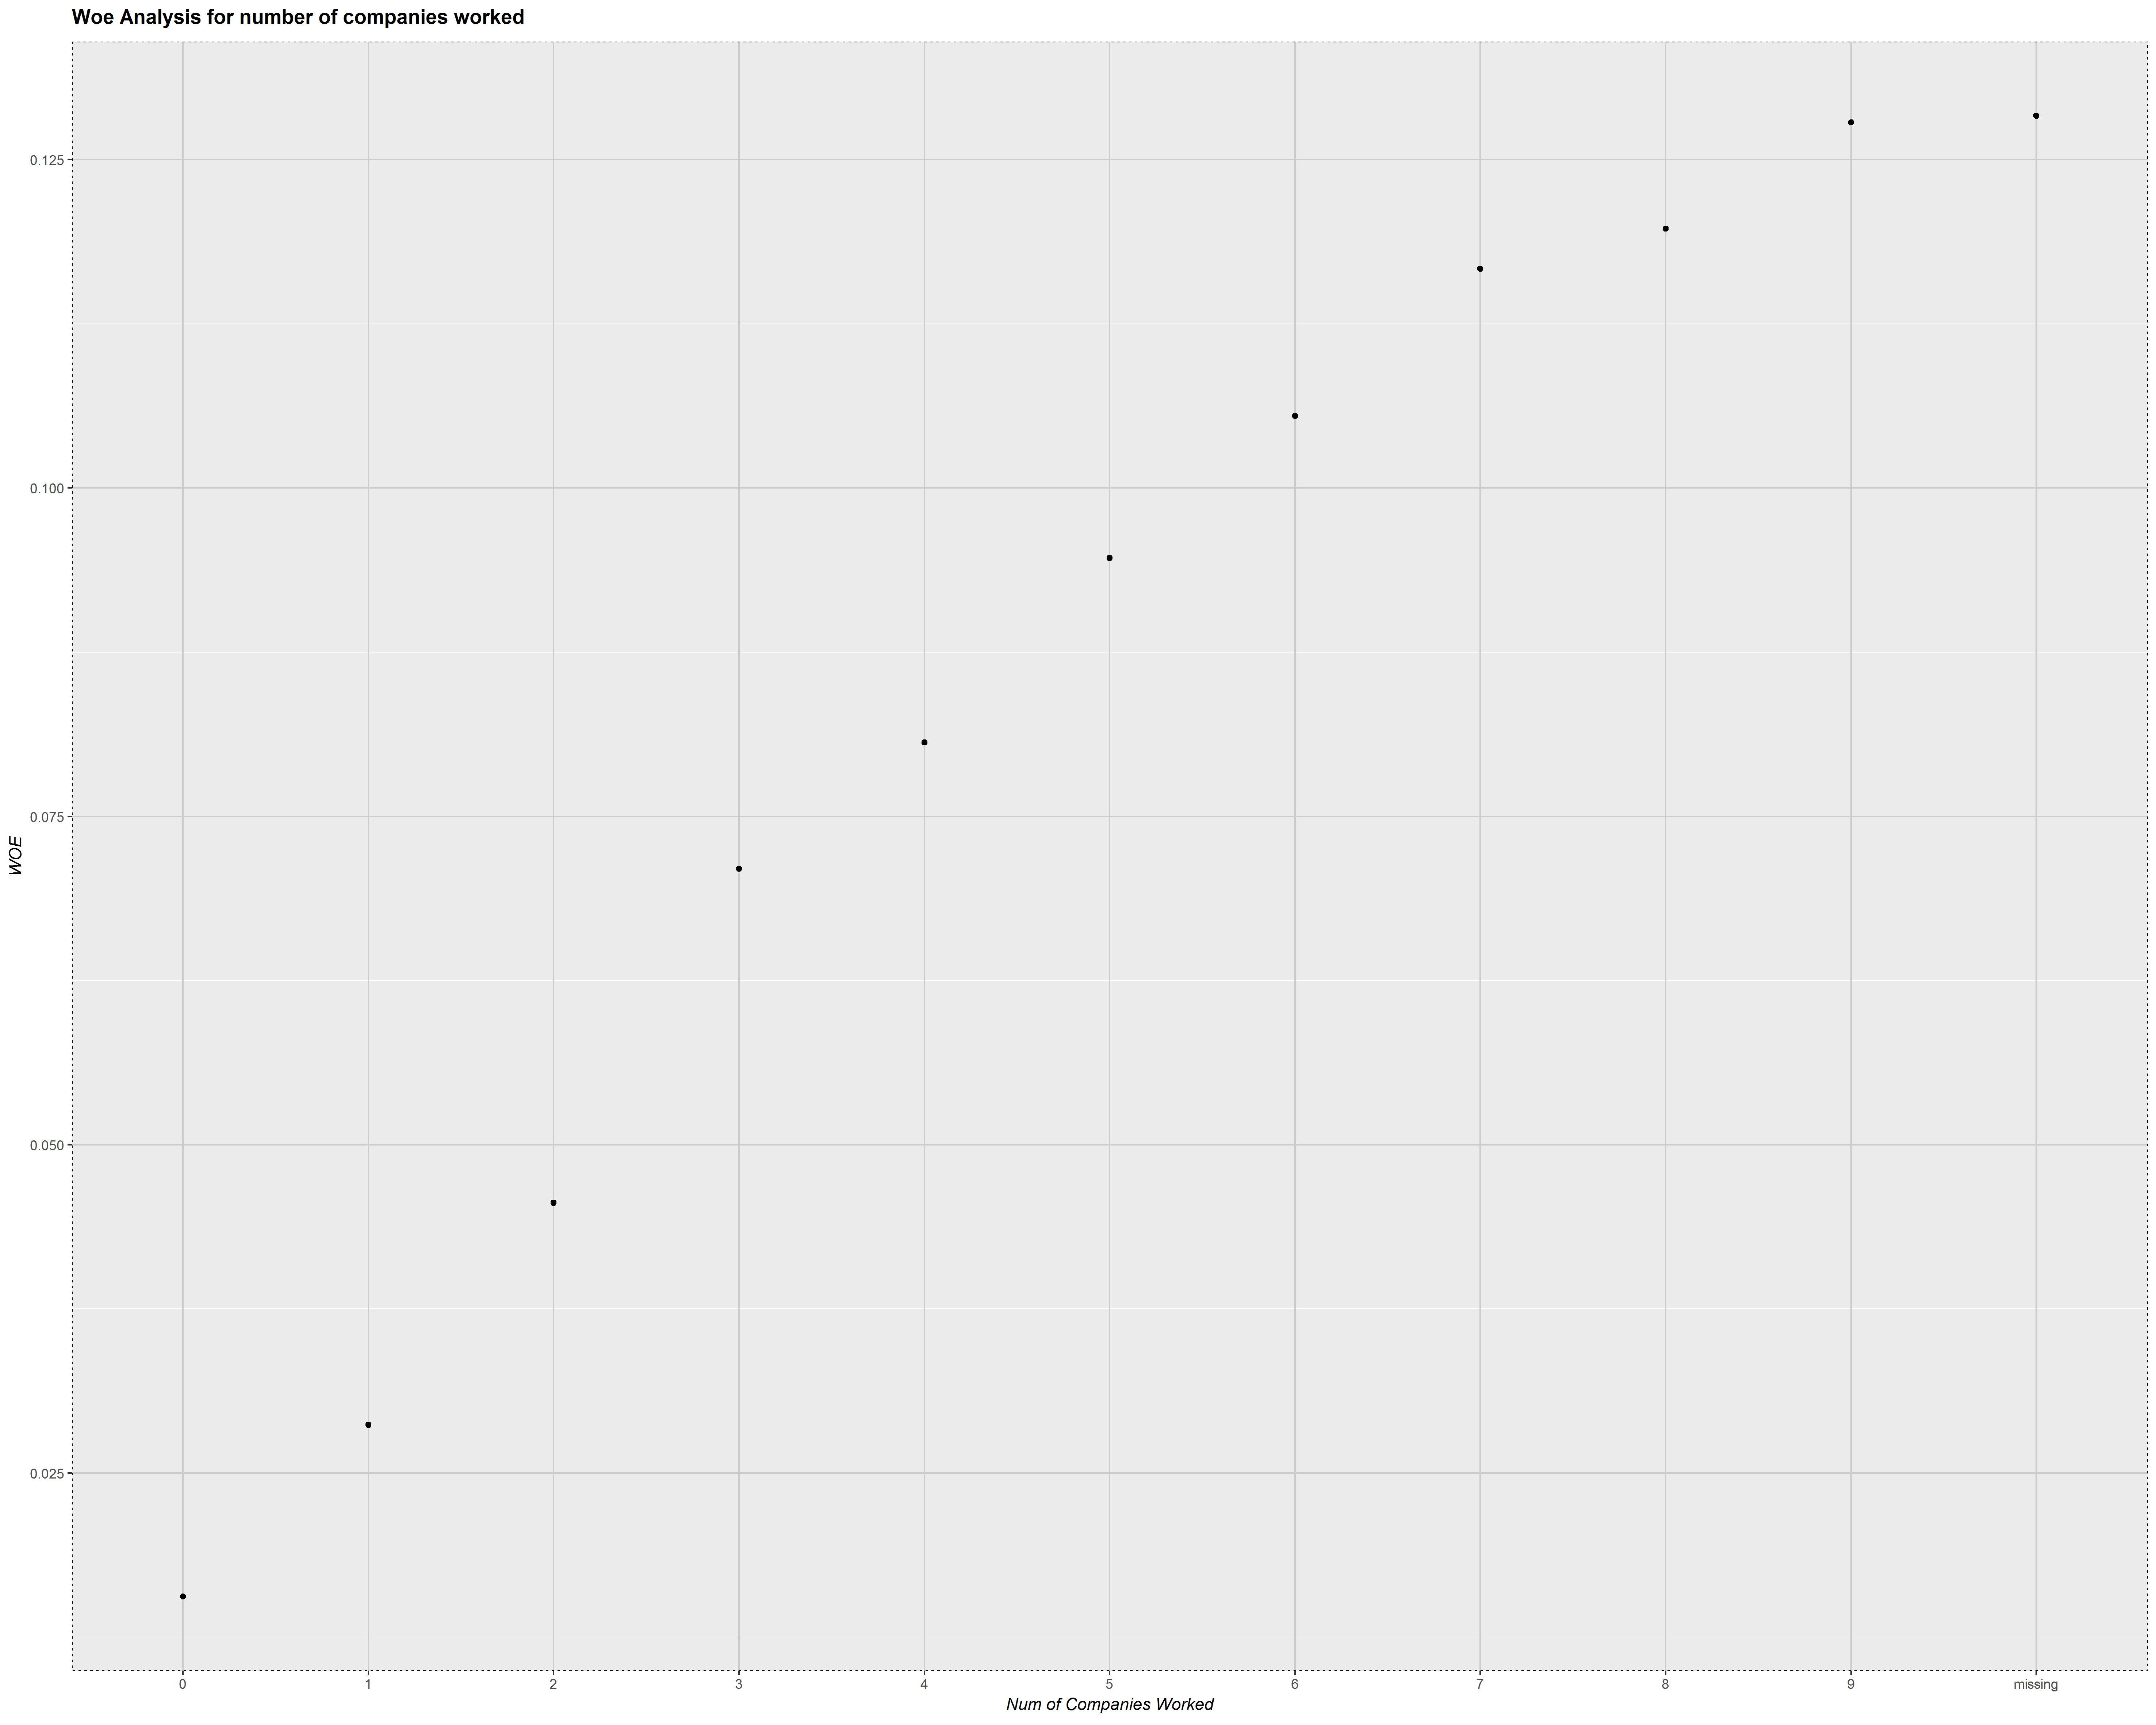 Woe Analysis for number of companies worked
0.125
0.100
0.075
0.050
0.025
WOE
0 1 2 3 4 5 6 7 8 9 missing
Num of Companies Worked